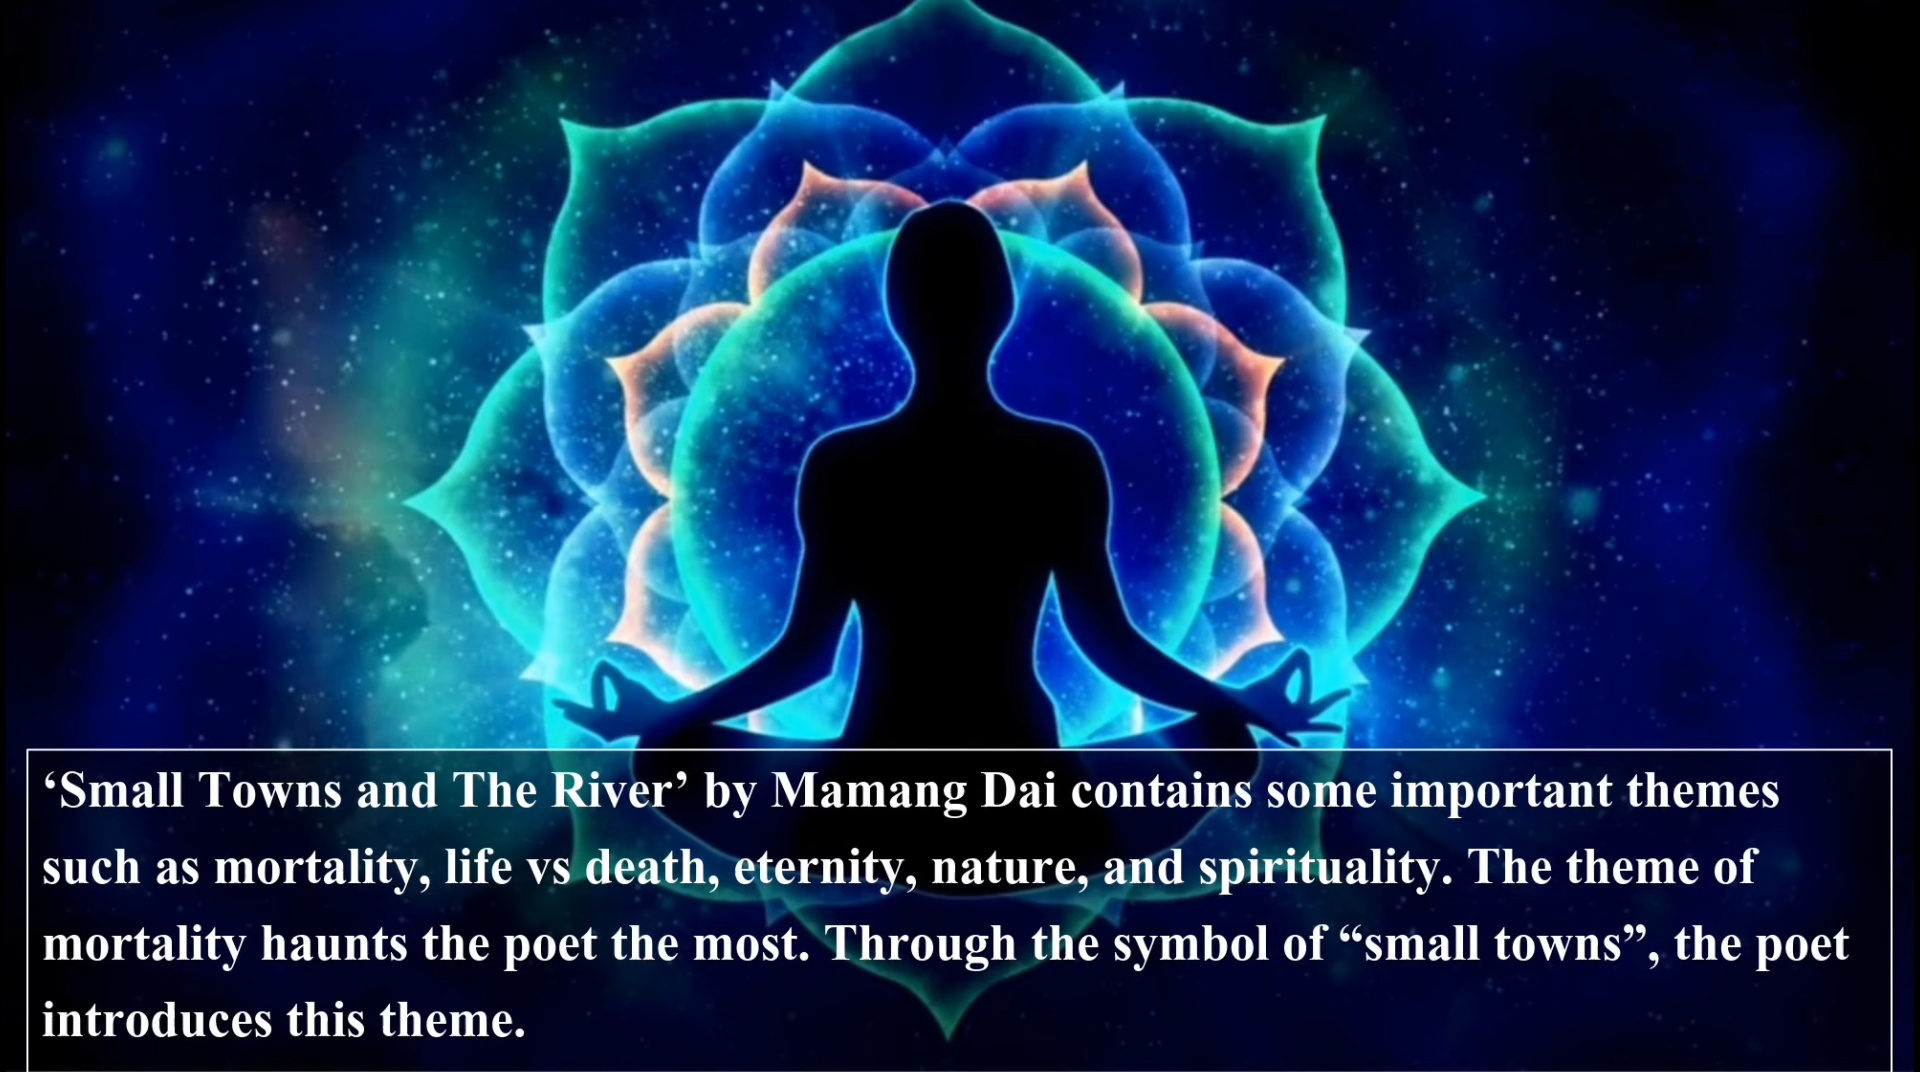 ‘Small Towns and The River’ by Mamang Dai contains some important themes
such as mortality, life vs death, eternity, nature, and spirituality. The theme of
mortality haunts the poet the most. Through the symbol of “small towns”, the poet
introduces this theme.